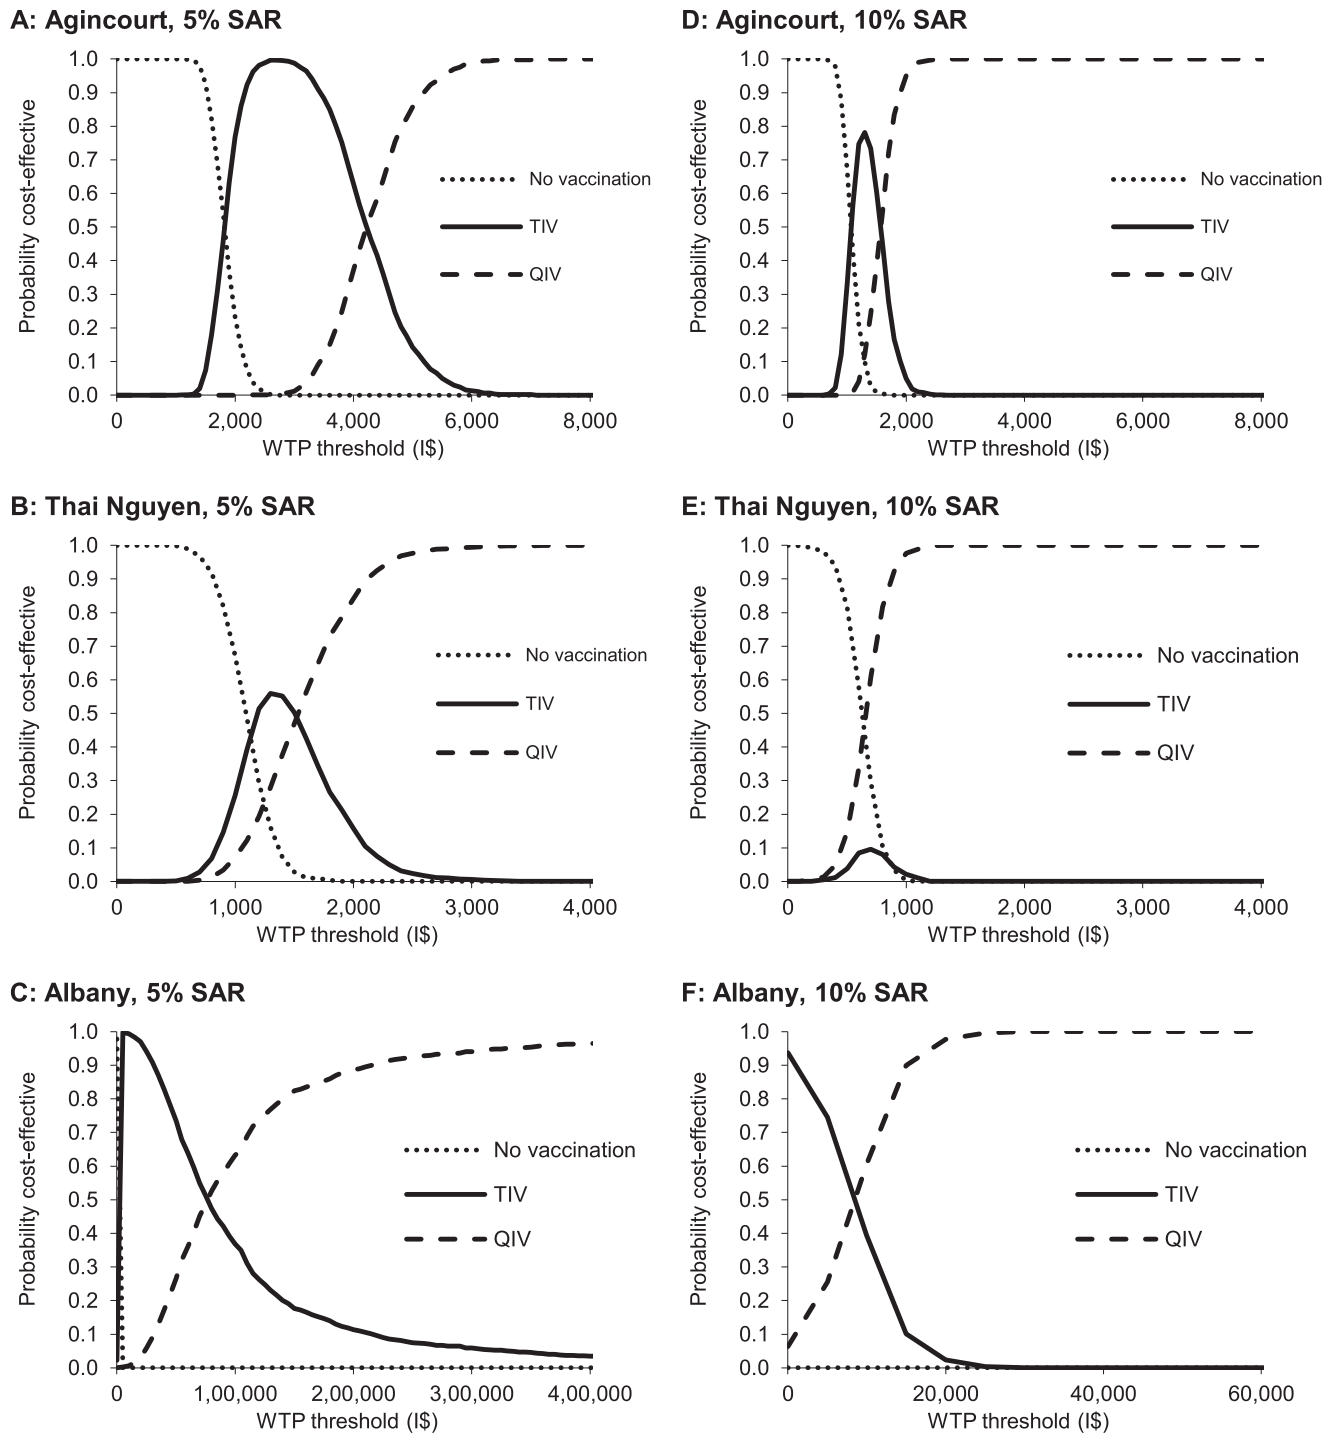 A: Agincourt, 5% SAR
Probability cost-effective
1.0
0.9
0.8
0.7
0.6
0.5
0.4
0.3
0.2
0.1
0.0
No vaccination
TIV
QIV
0 2,000 4,000 6,000 8,000
WTP threshold (I$)
D: Agincourt, 10% SAR
Probability cost-effective
1.0
0.9
0.8
0.7
0.6
0.5
0.4
0.3
0.2
0.1
0.0
No vaccination
TIV
QIV
0 2,000 4,000 6,000 8,000
WTP threshold (I$)
B: Thai Nguyen, 5% SAR
Probability cost-effective
1.0
0.9
0.8
0.7
0.6
0.5
0.4
0.3
0.2
0.1
0.0
No vaccination
TIV
QIV
0 1,000 2,000 3,000 4,000
WTP threshold (I$)
E: Thai Nguyen, 10% SAR
Probability cost-effective
1.0
0.9
0.8
0.7
0.6
0.5
0.4
0.3
0.2
0.1
0.0
No vaccination
TIV
QIV
0 1,000 2,000 3,000 4,000
WTP threshold (I$)
C: Albany, 5% SAR
Probability cost-effective
1.0
0.9
0.8
0.7
0.6
0.5
0.4
0.3
0.2
0.1
0.0
No vaccination
TIV
QIV
0 1,00,000 2,00,000 3,00,000 4,00,000
WTP threshold (I$)
F: Albany, 10% SAR
Probability cost-effective
1.0
0.9
0.8
0.7
0.6
0.5
0.4
0.3
0.2
0.1
0.0
No vaccination
TIV
QIV
0 20,000 40,000 60,000
WTP threshold (I$)